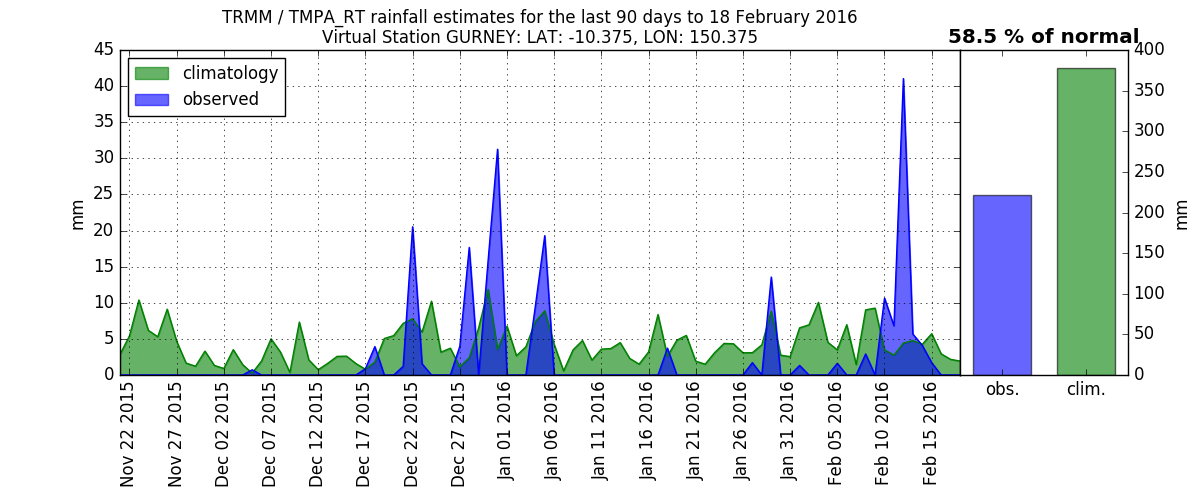 TRMM / TMPA_RT rainfall estimates for the last 90 days to 18 February 2016
Virtual Station GURNEY: LAT: -10.375, LON: 150.375
58.5 % of normal
climatology
observed
45
40
35
30
25
20
15
10
5
0
mm
Nov 22 2015
Nov 27 2015
Dec 02 2015
Dec 07 2015
Dec 12 2015
Dec 17 2015
Dec 22 2015
Dec 27 2015
Jan 01 2016
Jan 06 2016
Jan 11 2016
Jan 16 2016
Jan 21 2016
Jan 26 2016
Jan 31 2016
Feb 05 2016
Feb 10 2016
Feb 15 2016
obs.
clim.
400
350
300
250
200
150
100
50
0
mm